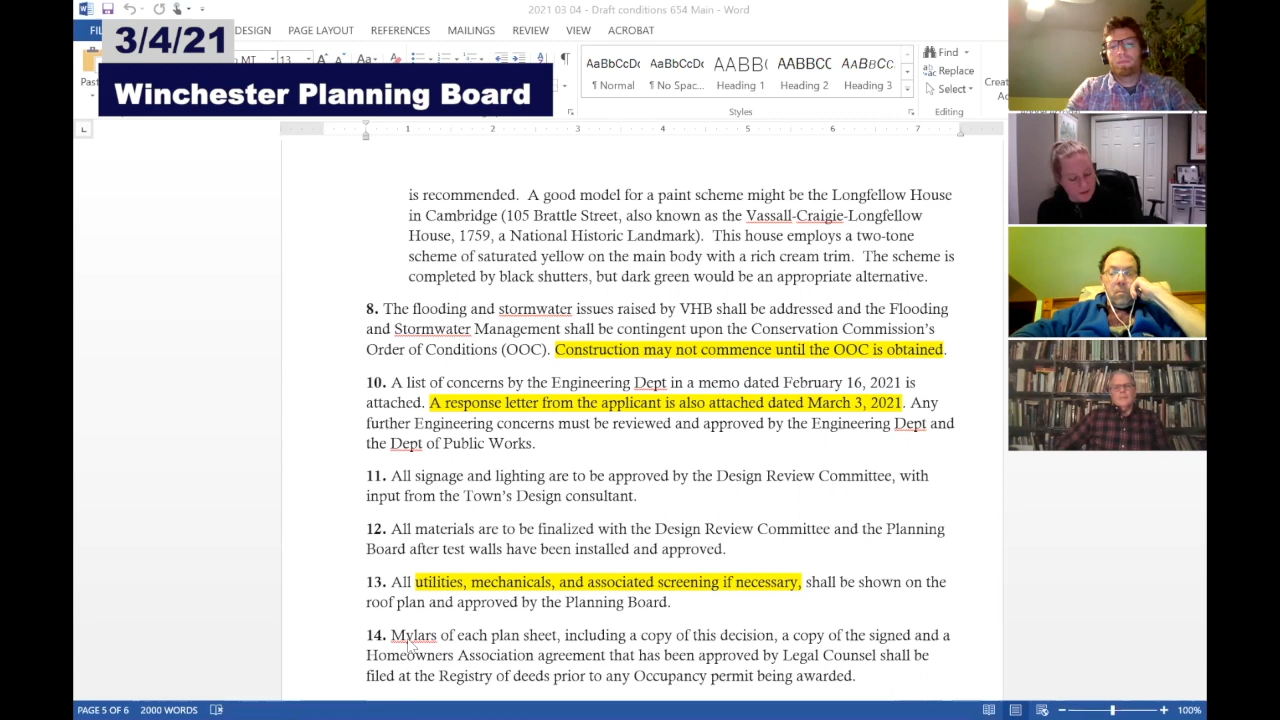 2021 03 04 - Draft conditions 654 Main - Word
DESIGN PAGE LAYOUT REFERENCES MAILINGS REVIEW VIEW ACROBAT
3/4/21
Winchester Planning Board
13
AaBbCcDc AaBbCcDc AABB( AABBCC AABBCC.
¶ Normal ¶ No Spac... Heading 1 Heading 2 Heading 3
Styles
Find
Replace
Select
Editing
1 2 3 4 5 6 7
is recommended. A good model for a paint scheme might be the Longfellow House
in Cambridge (105 Brattle Street, also known as the Vassall-Craigie-Longfellow
House, 1759, a National Historic Landmark). This house employs a two-tone
scheme of saturated yellow on the main body with a rich cream trim. The scheme is
completed by black shutters, but dark green would be an appropriate alternative.
8. The flooding and stormwater issues raised by VHB shall be addressed and the Flooding
and Stormwater Management shall be contingent upon the Conservation Commission's
Order of Conditions (OOC). Construction may not commence until the OOC is obtained.
10. A list of concerns by the Engineering Dept in a memo dated February 16, 2021 is
attached. A response letter from the applicant is also attached dated March 3, 2021. Any
further Engineering concerns must be reviewed and approved by the Engineering Dept and
the Dept of Public Works.
11. All signage and lighting are to be approved by the Design Review Committee, with
input from the Town's Design consultant.
12. All materials are to be finalized with the Design Review Committee and the Planning
Board after test walls have been installed and approved.
13. All utilities, mechanicals, and associated screening if necessary, shall be shown on the
roof plan and approved by the Planning Board.
14. Mylars of each plan sheet, including a copy of this decision, a copy of the signed and a
Homeowners Association agreement that has been approved by Legal Counsel shall be
filed at the Registry of deeds prior to any Occupancy permit being awarded.
PAGE 5 OF 6 2000 WORDS
100%